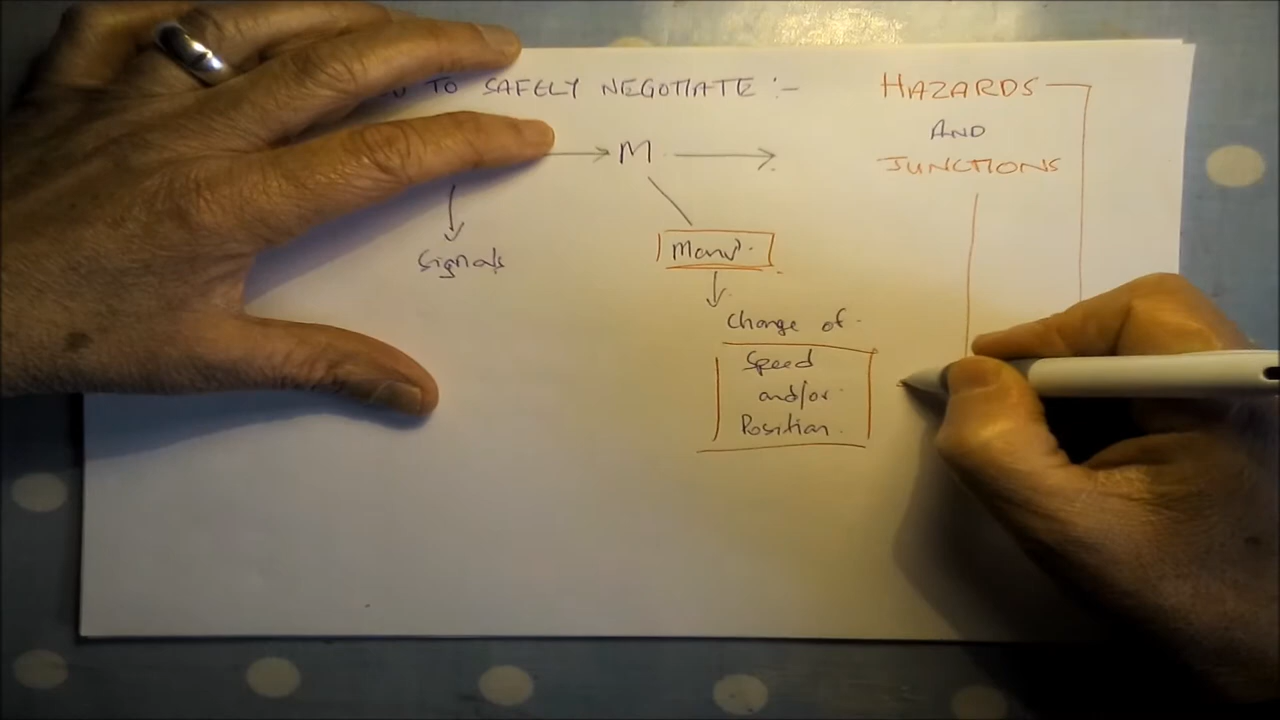 TO SAFELY NEGOTIATE :-
HAZARDS
AND
JUNCTIONS
M
Signals
Manv.
Change of
Speed
and/or
Position